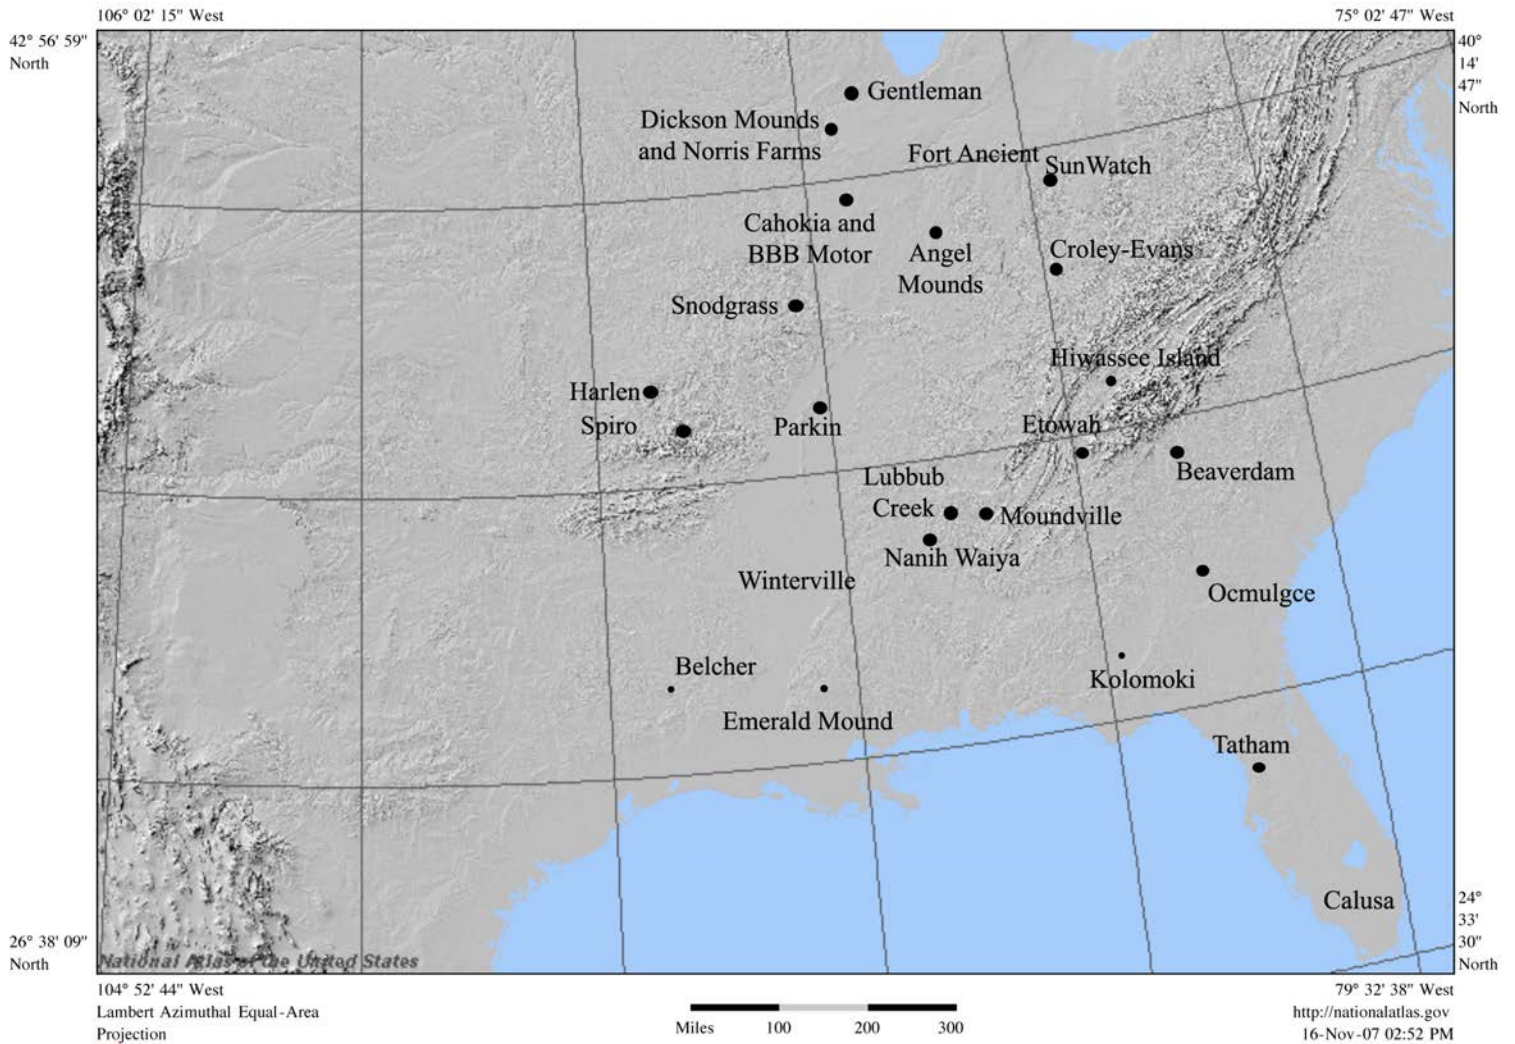 106° 02' 15" West
75° 02' 47" West
42° 56' 59"
North
40°
14'
47"
North
Gentleman
Dickson Mounds
and Norris Farms
Fort Ancient
SunWatch
Cahokia and
BBB Motor
Angel
Mounds
Croley-Evans
Snodgrass
Hiwassee Island
Harlen
Spiro
Parkin
Etowah
Beaverdam
Lubbub
Creek
Moundville
Nanih Waiya
Winterville
Ocmulgce
Belcher
Kolomoki
Emerald Mound
Tatham
Calusa
24°
33'
30"
North
26° 38' 09"
North
National Atlas of the United States
104° 52' 44" West
79° 32' 38" West
Lambert Azimuthal Equal-Area
Projection
Miles 100 200 300
http://nationalatlas.gov
16-Nov-07 02:52 PM